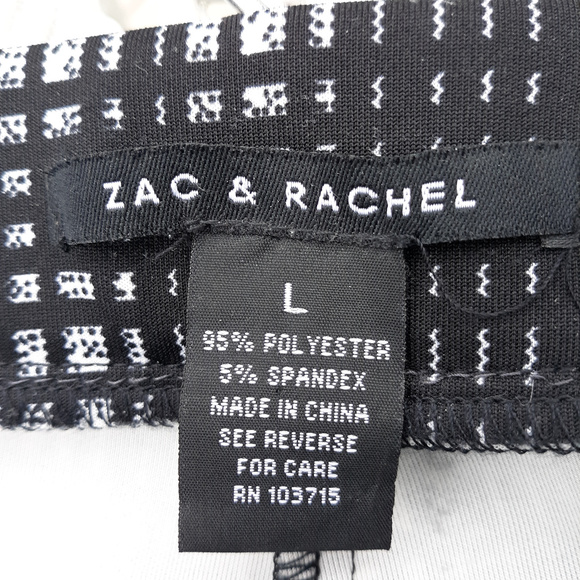 ZAC & RACHEL
L
95% POLYESTER
5% SPANDEX
MADE IN CHINA
SEE REVERSE
FOR CARE
RN 103715